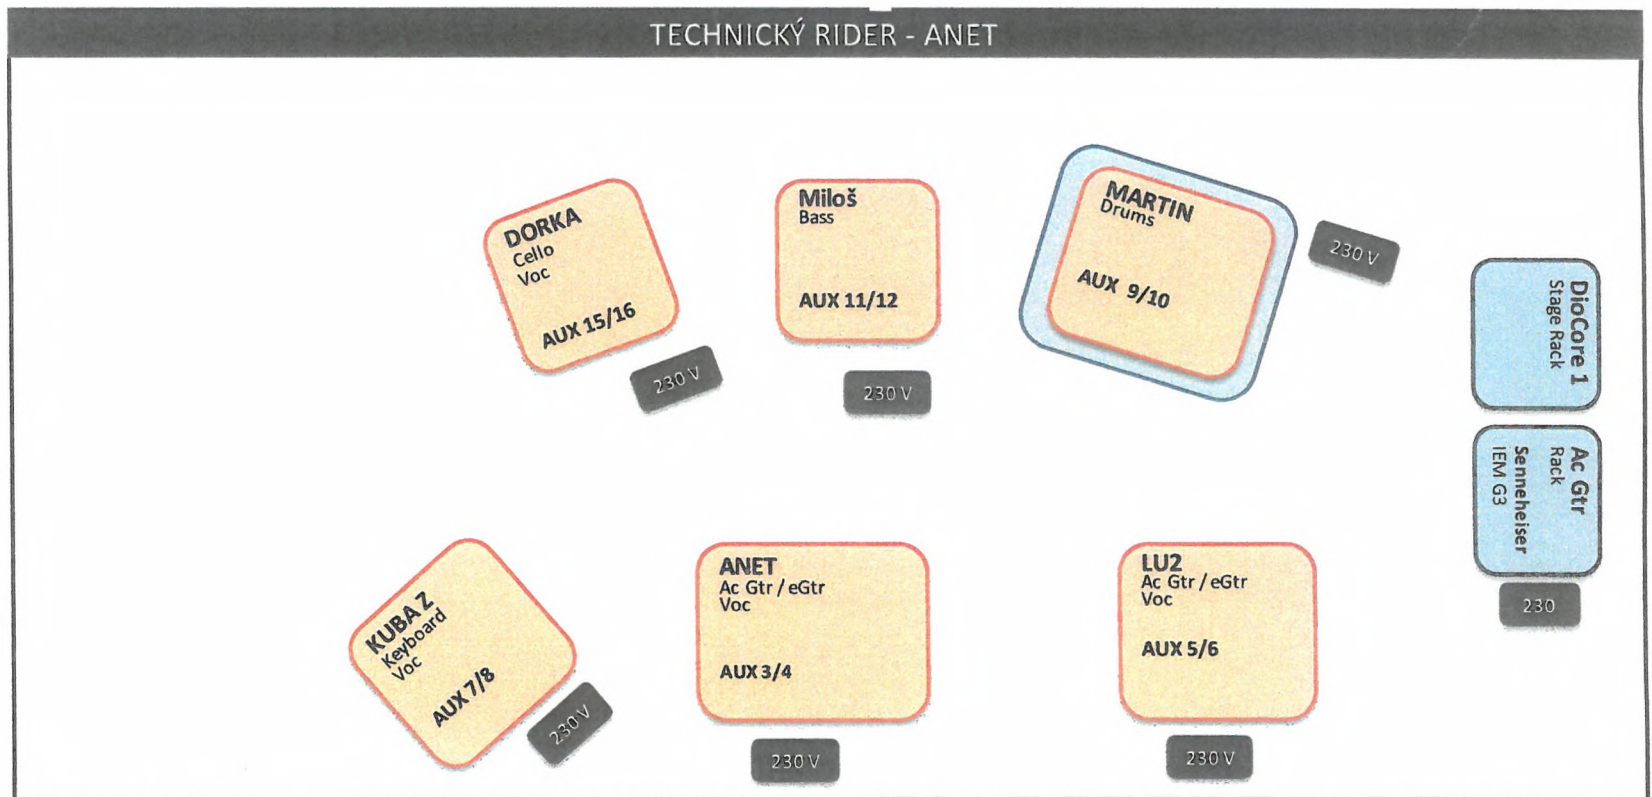 TECHNICKÝ RIDER - ANET
DORKA
Cello
Voc
AUX 15/16
230 V
Miloš
Bass
AUX 11/12
230 V
MARTIN
Drums
AUX 9/10
230 V
DioCore 1
Stage Rack
Ac Gtr
Rack
Senneheiser
IEM G3
230
KUBA Z
Keyboard
Voc
AUX 7/8
230 V
ANET
Ac Gtr / eGtr
Voc
AUX 3/4
230 V
LU2
Ac Gtr / eGtr
Voc
AUX 5/6
230 V